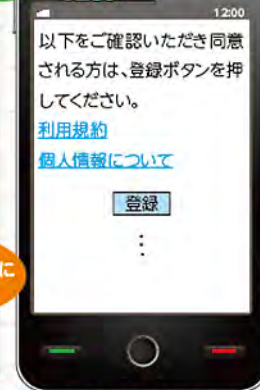 12:00
以下をご確認いただき同意
される方は、登録ボタンを押
してください。
利用規約
個人情報について
登録
⋮
に